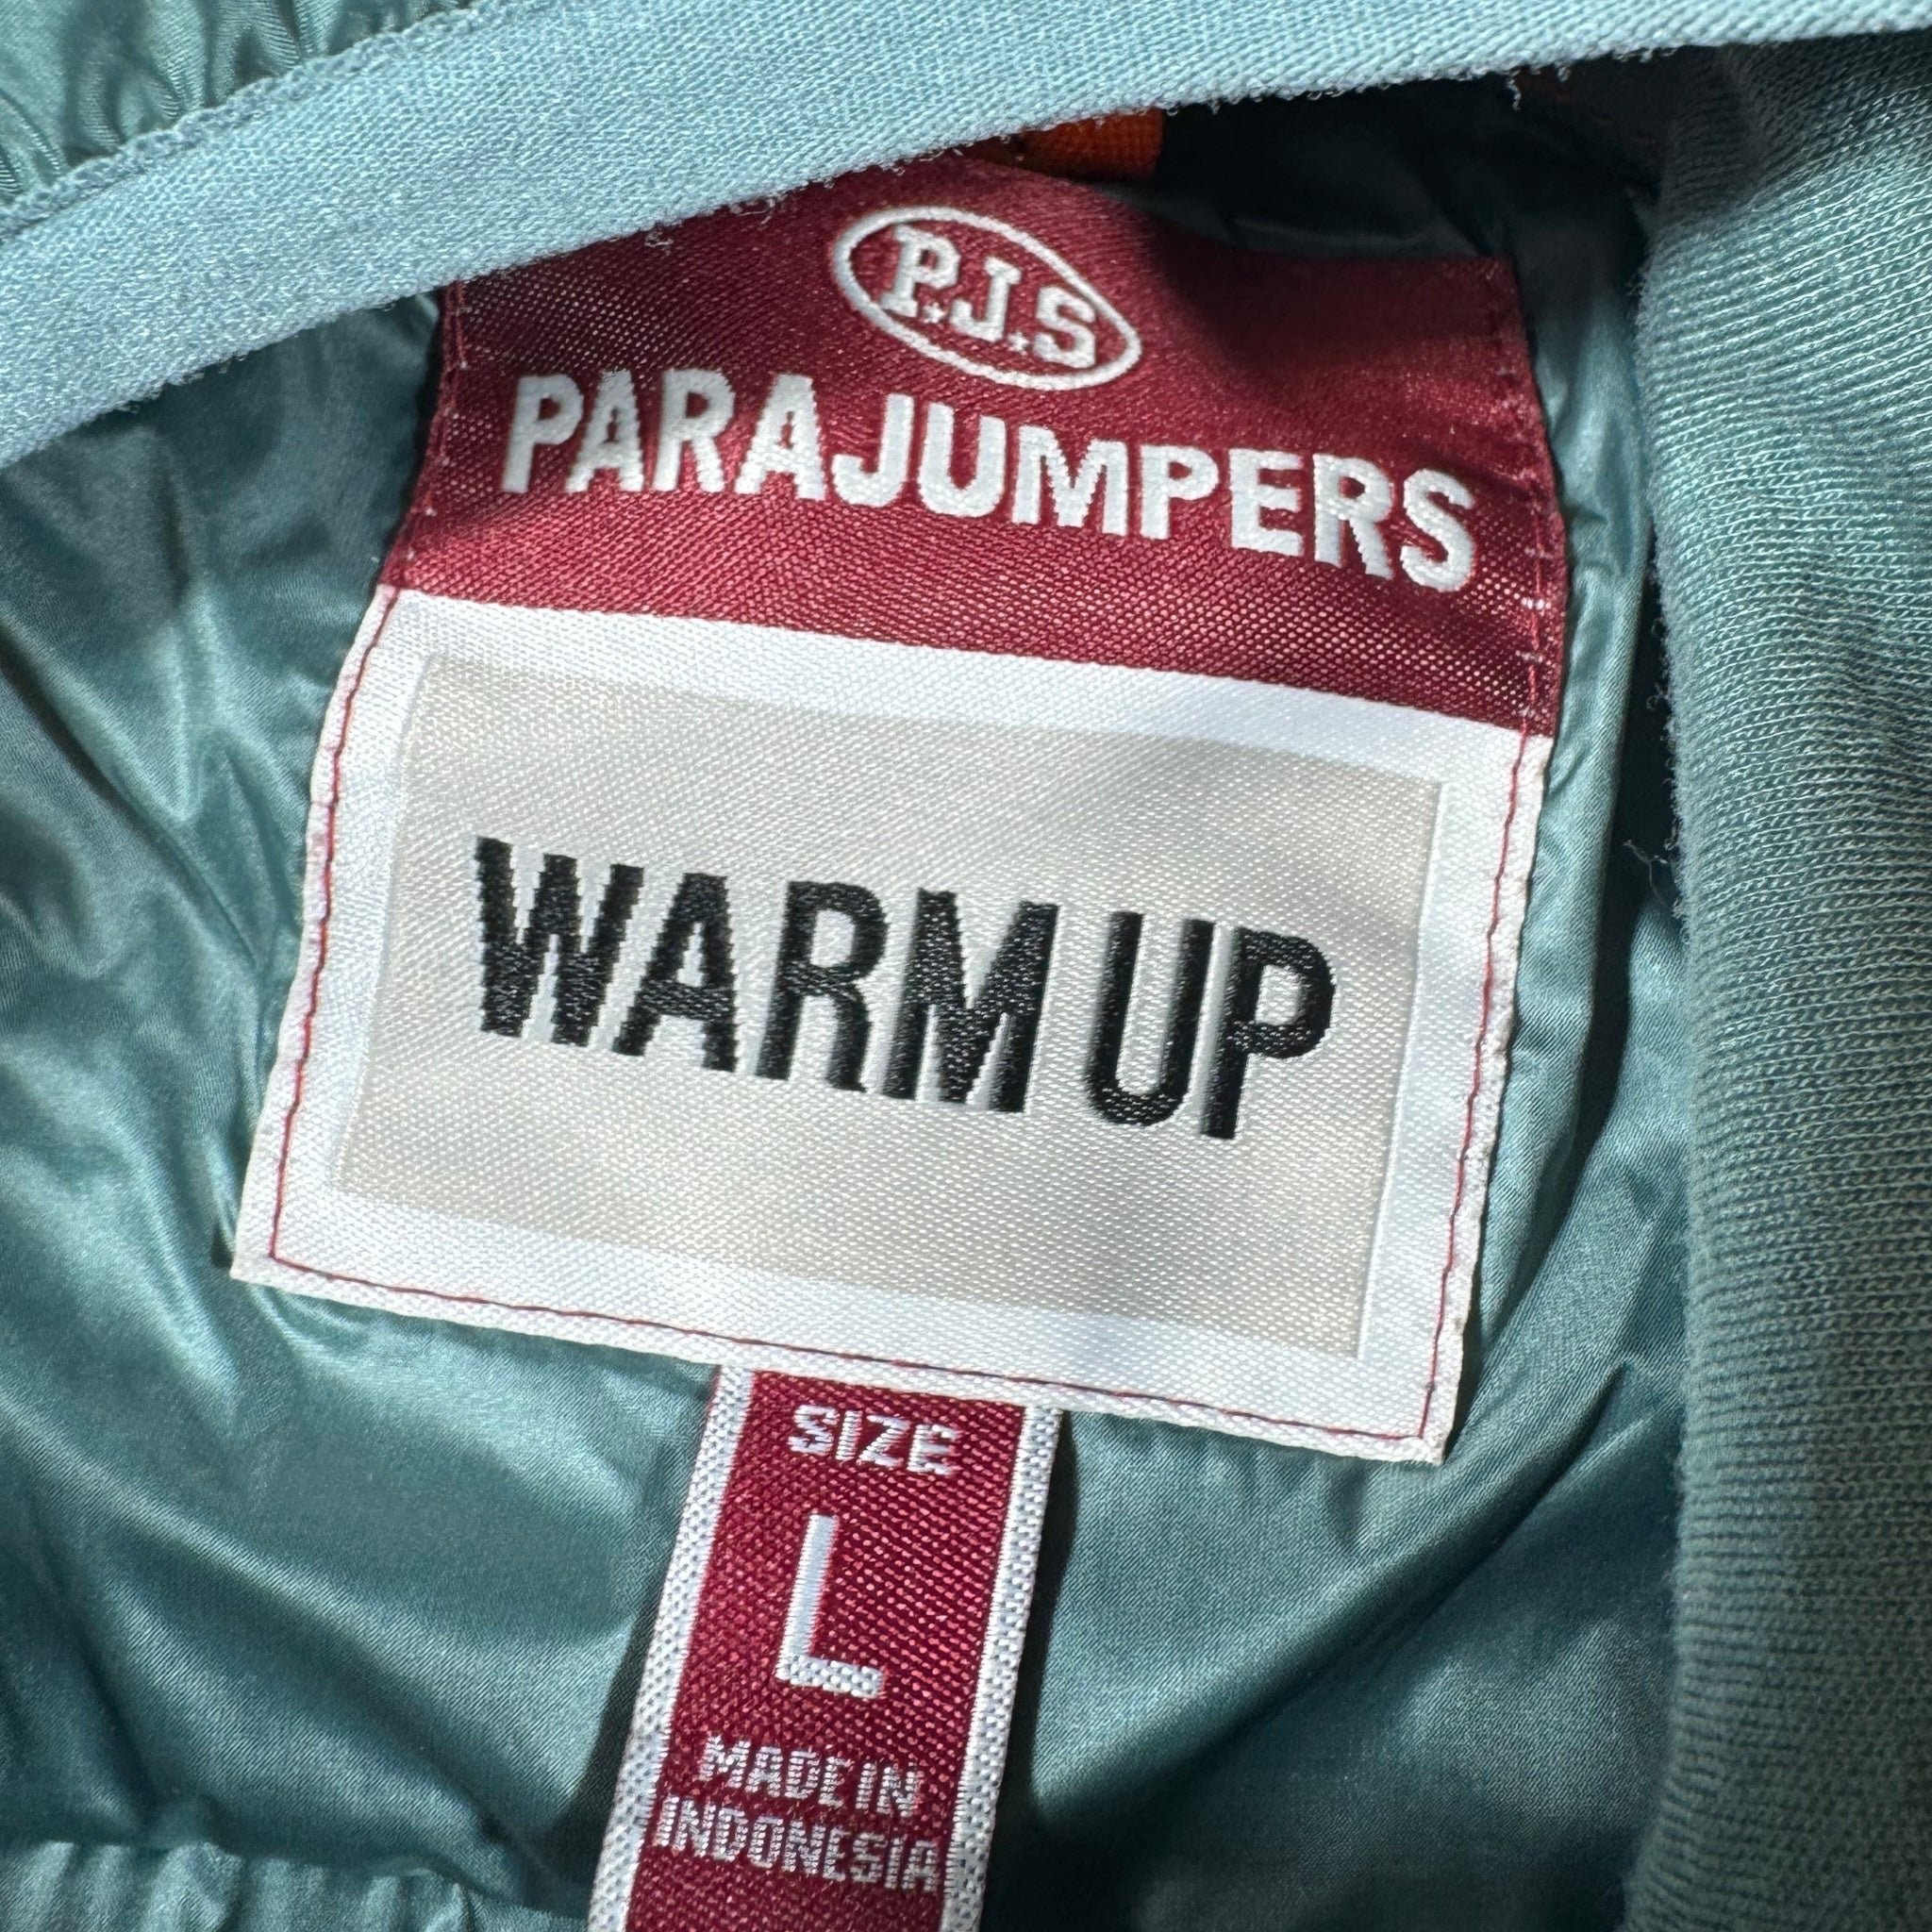 P.J.S
PARAJUMPERS
WARM UP
SIZE
L
MADE IN
INDONESIA